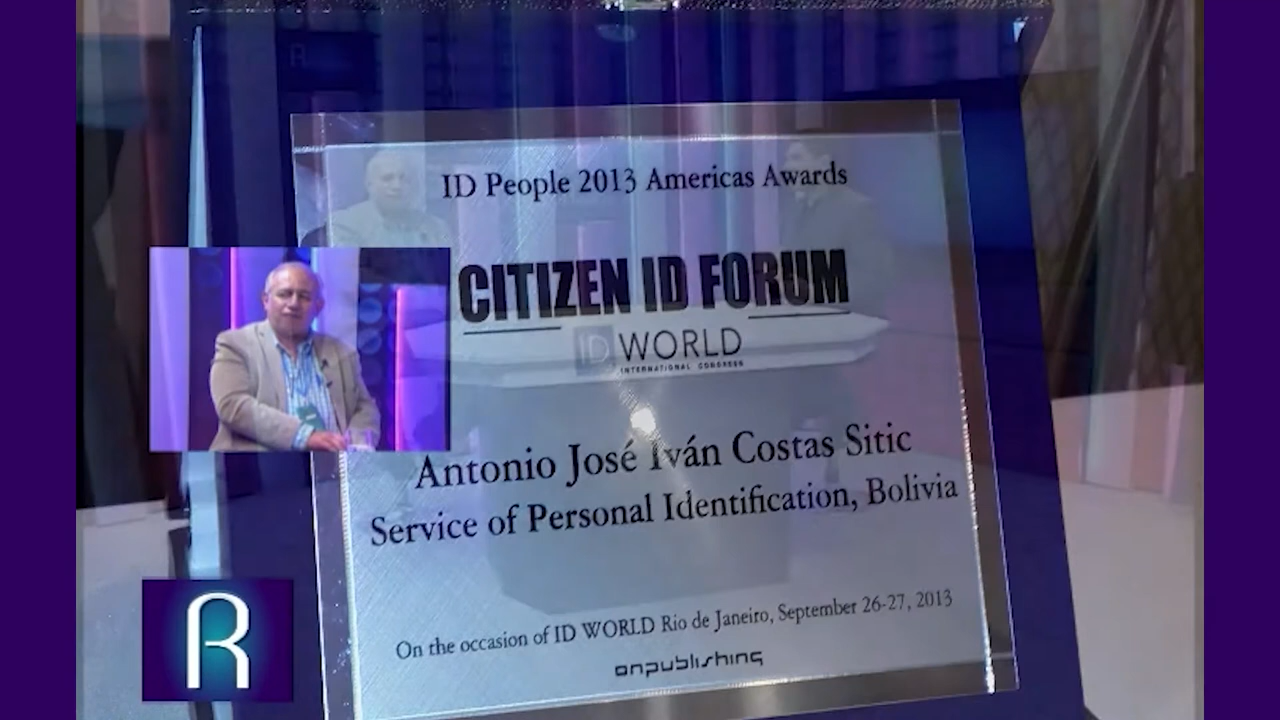 ID People 2013 Americas Awards
CITIZEN ID FORUM
ID WORLD
INTERNATIONAL CONGRESS
Antonio José Iván Costas Sitic
Service of Personal Identification, Bolivia
On the occasion of ID WORLD Rio de Janeiro, September 26-27, 2013
onpublishing
R